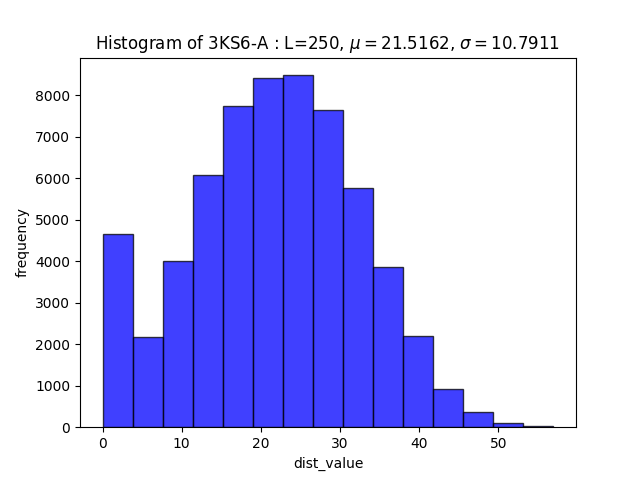 Histogram of 3KS6-A : L=250, μ = 21.5162, σ = 10.7911
frequency
8000
7000
6000
5000
4000
3000
2000
1000
0
0 10 20 30 40 50
dist_value